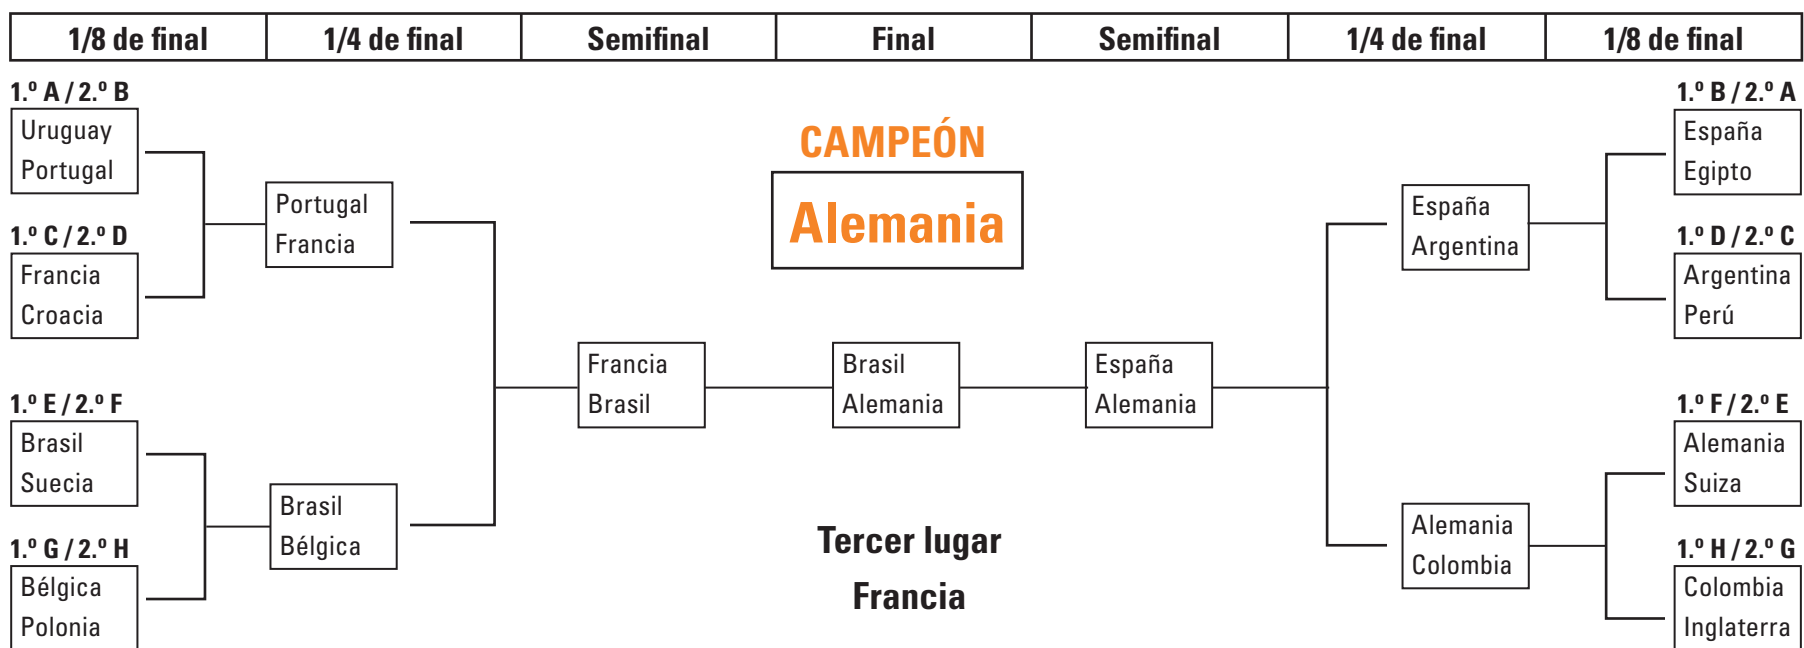 1/8 de final
1/4 de final
Semifinal
Final
Semifinal
1/4 de final
1/8 de final
1.º A / 2.º B
Uruguay
Portugal
1.º C / 2.º D
Francia
Croacia
1.º E / 2.º F
Brasil
Suecia
1.º G / 2.º H
Bélgica
Polonia
Portugal
Francia
Brasil
Bélgica
Francia
Brasil
CAMPEÓN
Alemania
Brasil
Alemania
Tercer lugar
Francia
España
Alemania
España
Argentina
Alemania
Colombia
1.º B / 2.º A
España
Egipto
1.º D / 2.º C
Argentina
Perú
1.º F / 2.º E
Alemania
Suiza
1.º H / 2.º G
Colombia
Inglaterra